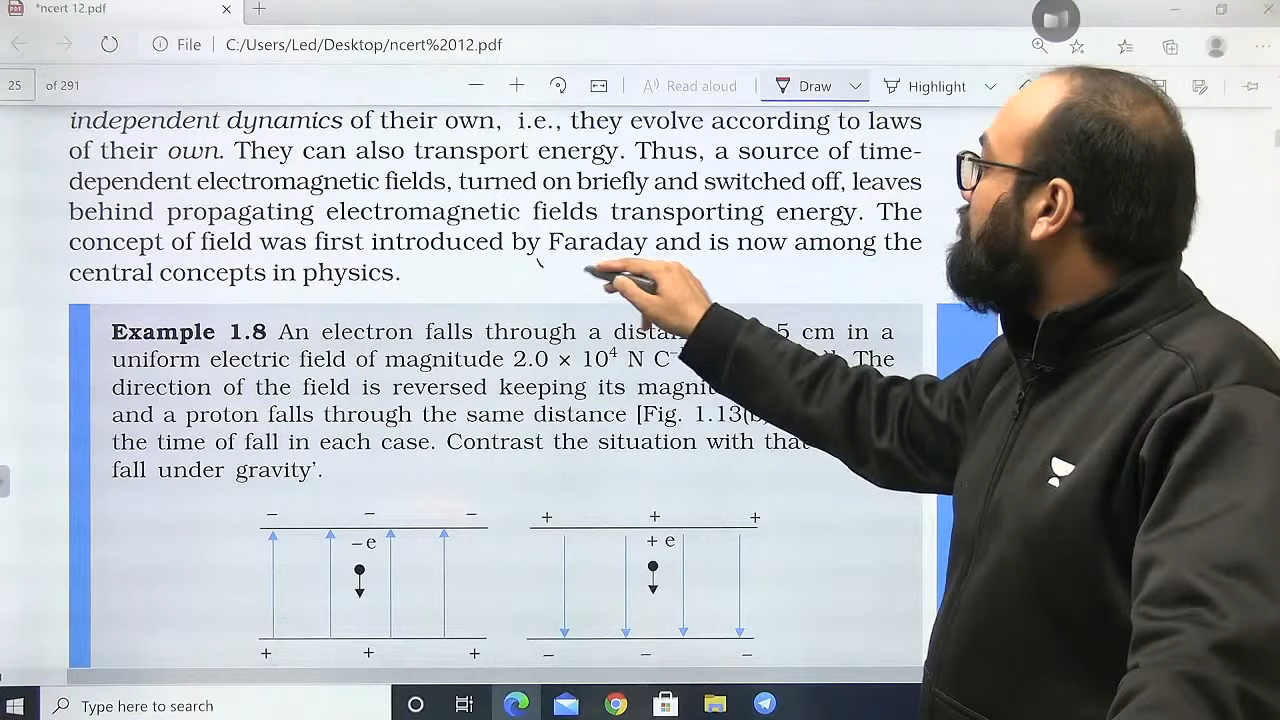 *ncert 12.pdf
File C:/Users/Led/Desktop/ncert%2012.pdf
25 of 291 Read aloud Draw Highlight
independent dynamics of their own, i.e., they evolve according to laws
of their own. They can also transport energy. Thus, a source of time-
dependent electromagnetic fields, turned on briefly and switched off, leaves
behind propagating electromagnetic fields transporting energy. The
concept of field was first introduced by Faraday and is now among the
central concepts in physics.
Example 1.8 An electron falls through a 5 cm in a
uniform electric field of magnitude 2.0 × 10⁴ N C The
direction of the field is reversed keeping its
and a proton falls through the same distance [Fig. 1.13(b)
the time of fall in each case. Contrast the situation with
fall under gravity’.
− − − + + +
−e + e
+ + + − − −
Type here to search